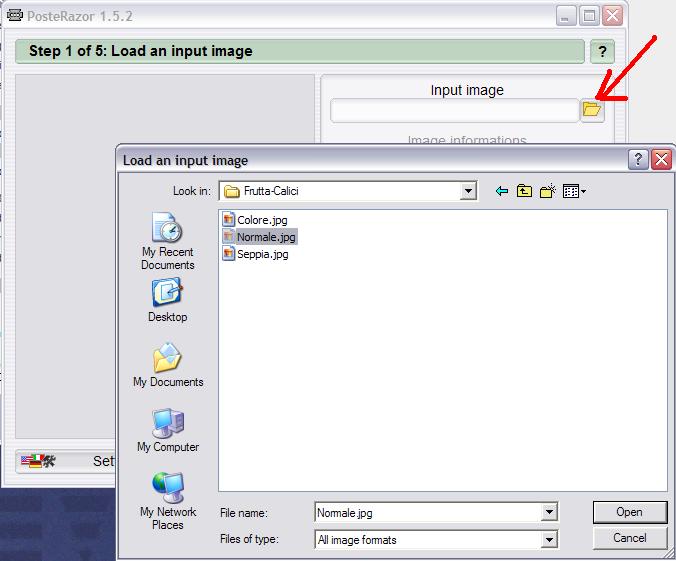 PosteRazor 1.5.2
Step 1 of 5: Load an input image
?
Input image
Image informations
Load an input image
?
Look in:
Frutta-Calici
Colore.jpg
Normale.jpg
Seppia.jpg
My Recent
Documents
Desktop
My Documents
My Computer
My Network
Places
Set
File name:
Normale.jpg
Open
Files of type:
All image formats
Cancel